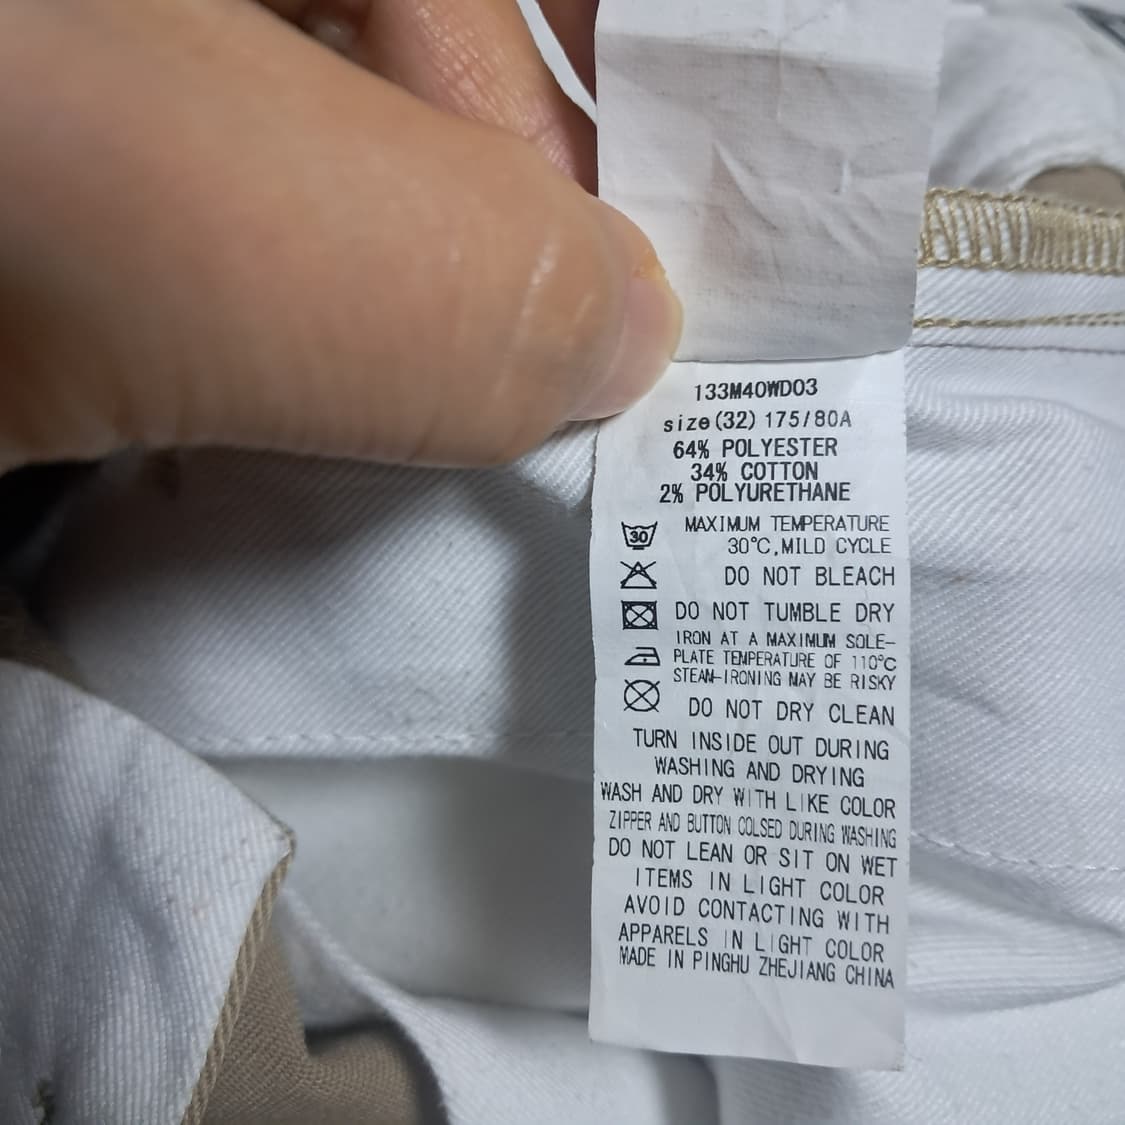 133M40WD03
size(32) 175/80A
64% POLYESTER
34% COTTON
2% POLYURETHANE
30
MAXIMUM TEMPERATURE
30°C,MILD CYCLE
DO NOT BLEACH
DO NOT TUMBLE DRY
IRON AT A MAXIMUM SOLE-
PLATE TEMPERATURE OF 110°C
STEAM-IRONING MAY BE RISKY
DO NOT DRY CLEAN
TURN INSIDE OUT DURING
WASHING AND DRYING
WASH AND DRY WITH LIKE COLOR
ZIPPER AND BUTTON COLSED DURING WASHING
DO NOT LEAN OR SIT ON WET
ITEMS IN LIGHT COLOR
AVOID CONTACTING WITH
APPARELS IN LIGHT COLOR
MADE IN PINGHU ZHEJIANG CHINA